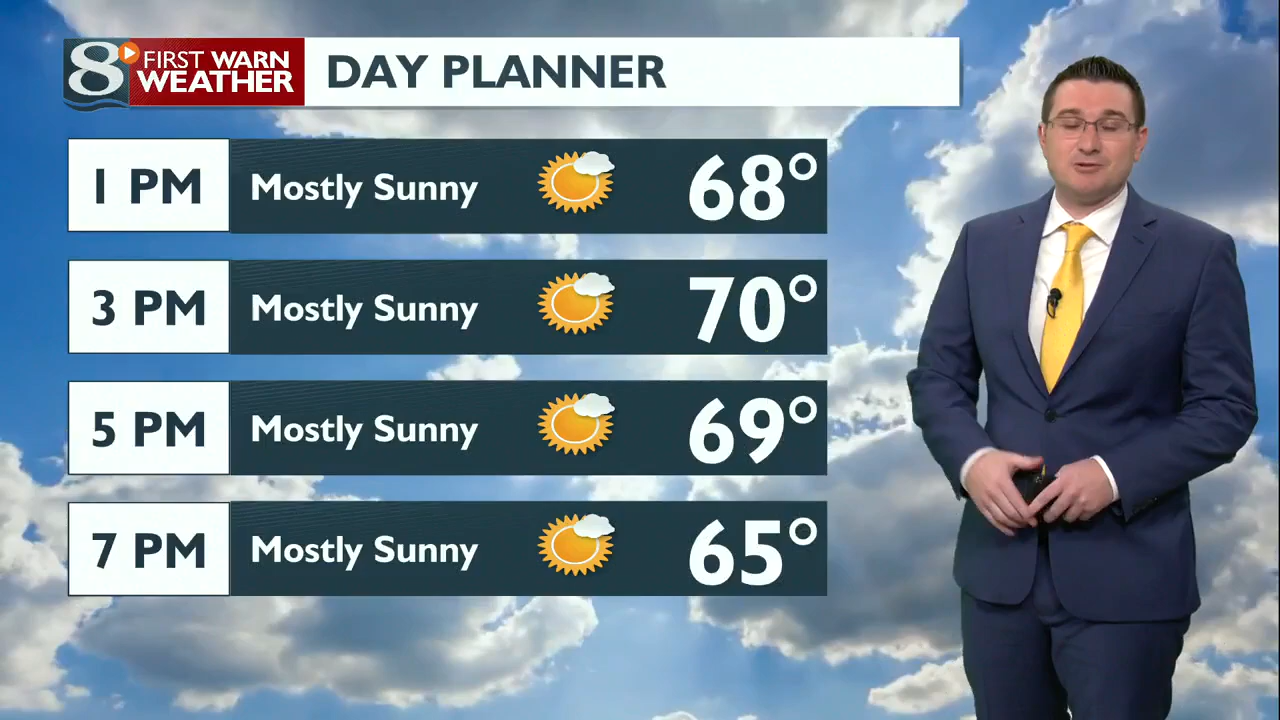 8 FIRST WARN WEATHER DAY PLANNER
1 PM Mostly Sunny 68°
3 PM Mostly Sunny 70°
5 PM Mostly Sunny 69°
7 PM Mostly Sunny 65°